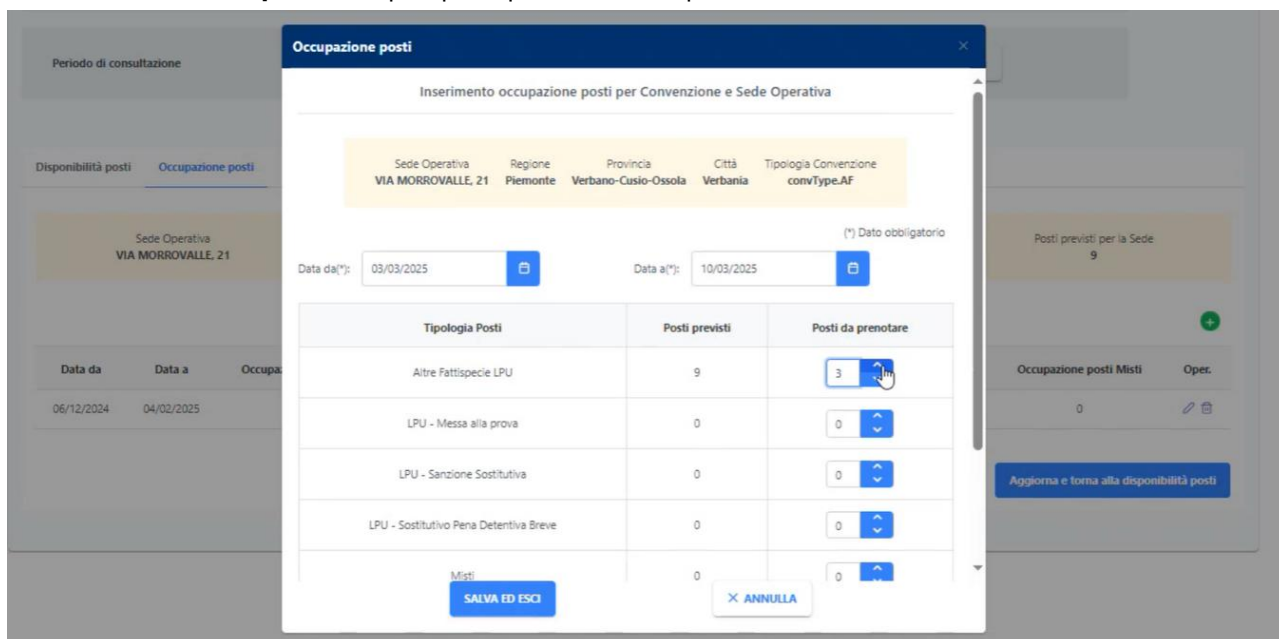 Occupazione posti
Periodo di consultazione
Inserimento occupazione posti per Convenzione e Sede Operativa
Disponibilità posti Occupazione posti
Sede Operativa Regione Provincia Città Tipologia Convenzione
VIA MORROVALLE, 21 Piemonte Verbano-Cusio-Ossola Verbania convType.AF
(*) Dato obbligatorio
Sede Operativa
VIA MORROVALLE, 21
Posti previsti per la Sede
9
Data da(*): 03/03/2025 Data a(*): 10/03/2025
Tipologia Posti Posti previsti Posti da prenotare
Altre Fattispecie LPU 9 3
LPU - Messa alla prova 0 0
LPU - Sanzione Sostitutiva 0 0
LPU - Sostitutivo Pena Detentiva Breve 0 0
Misti 0 0
SALVA ED ESCI ANNULLA
Data da Data a Occupaz Occupazione posti Misti Oper.
06/12/2024 04/02/2025 0
Aggiorna e torna alla disponibilità posti